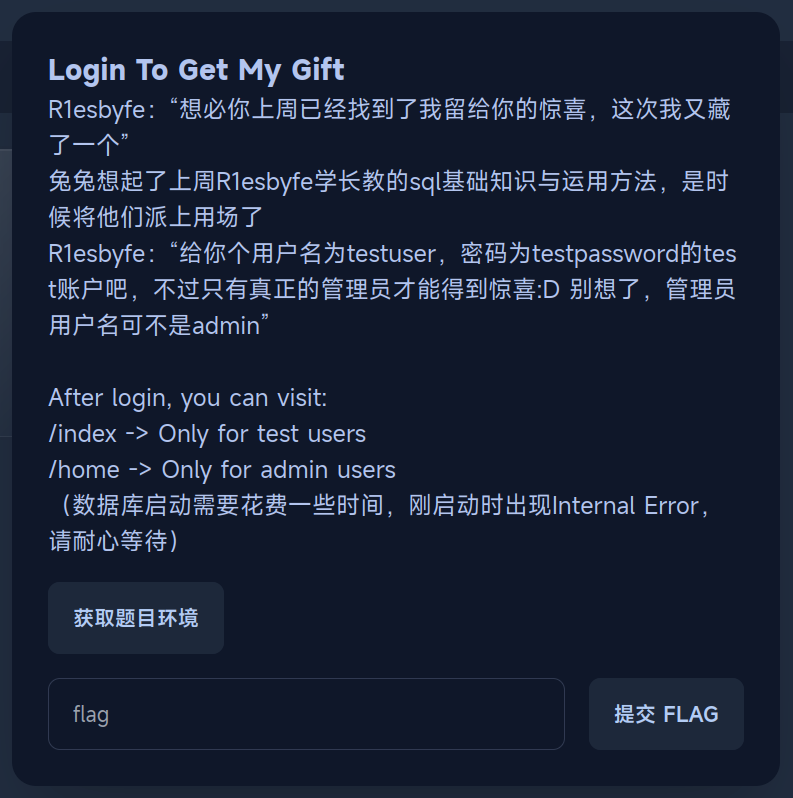 Login To Get My Gift
R1esbyfe：“想必你上周已经找到了我留给你的惊喜，这次我又藏
了一个”
兔兔想起了上周R1esbyfe学长教的sql基础知识与运用方法，是时
候将他们派上用场了
R1esbyfe：“给你个用户名为testuser，密码为testpassword的tes
t账户吧，不过只有真正的管理员才能得到惊喜:D 别想了，管理员
用户名可不是admin”
After login, you can visit:
/index -> Only for test users
/home -> Only for admin users
（数据库启动需要花费一些时间，刚启动时出现Internal Error，
请耐心等待）
获取题目环境
flag
提交 FLAG